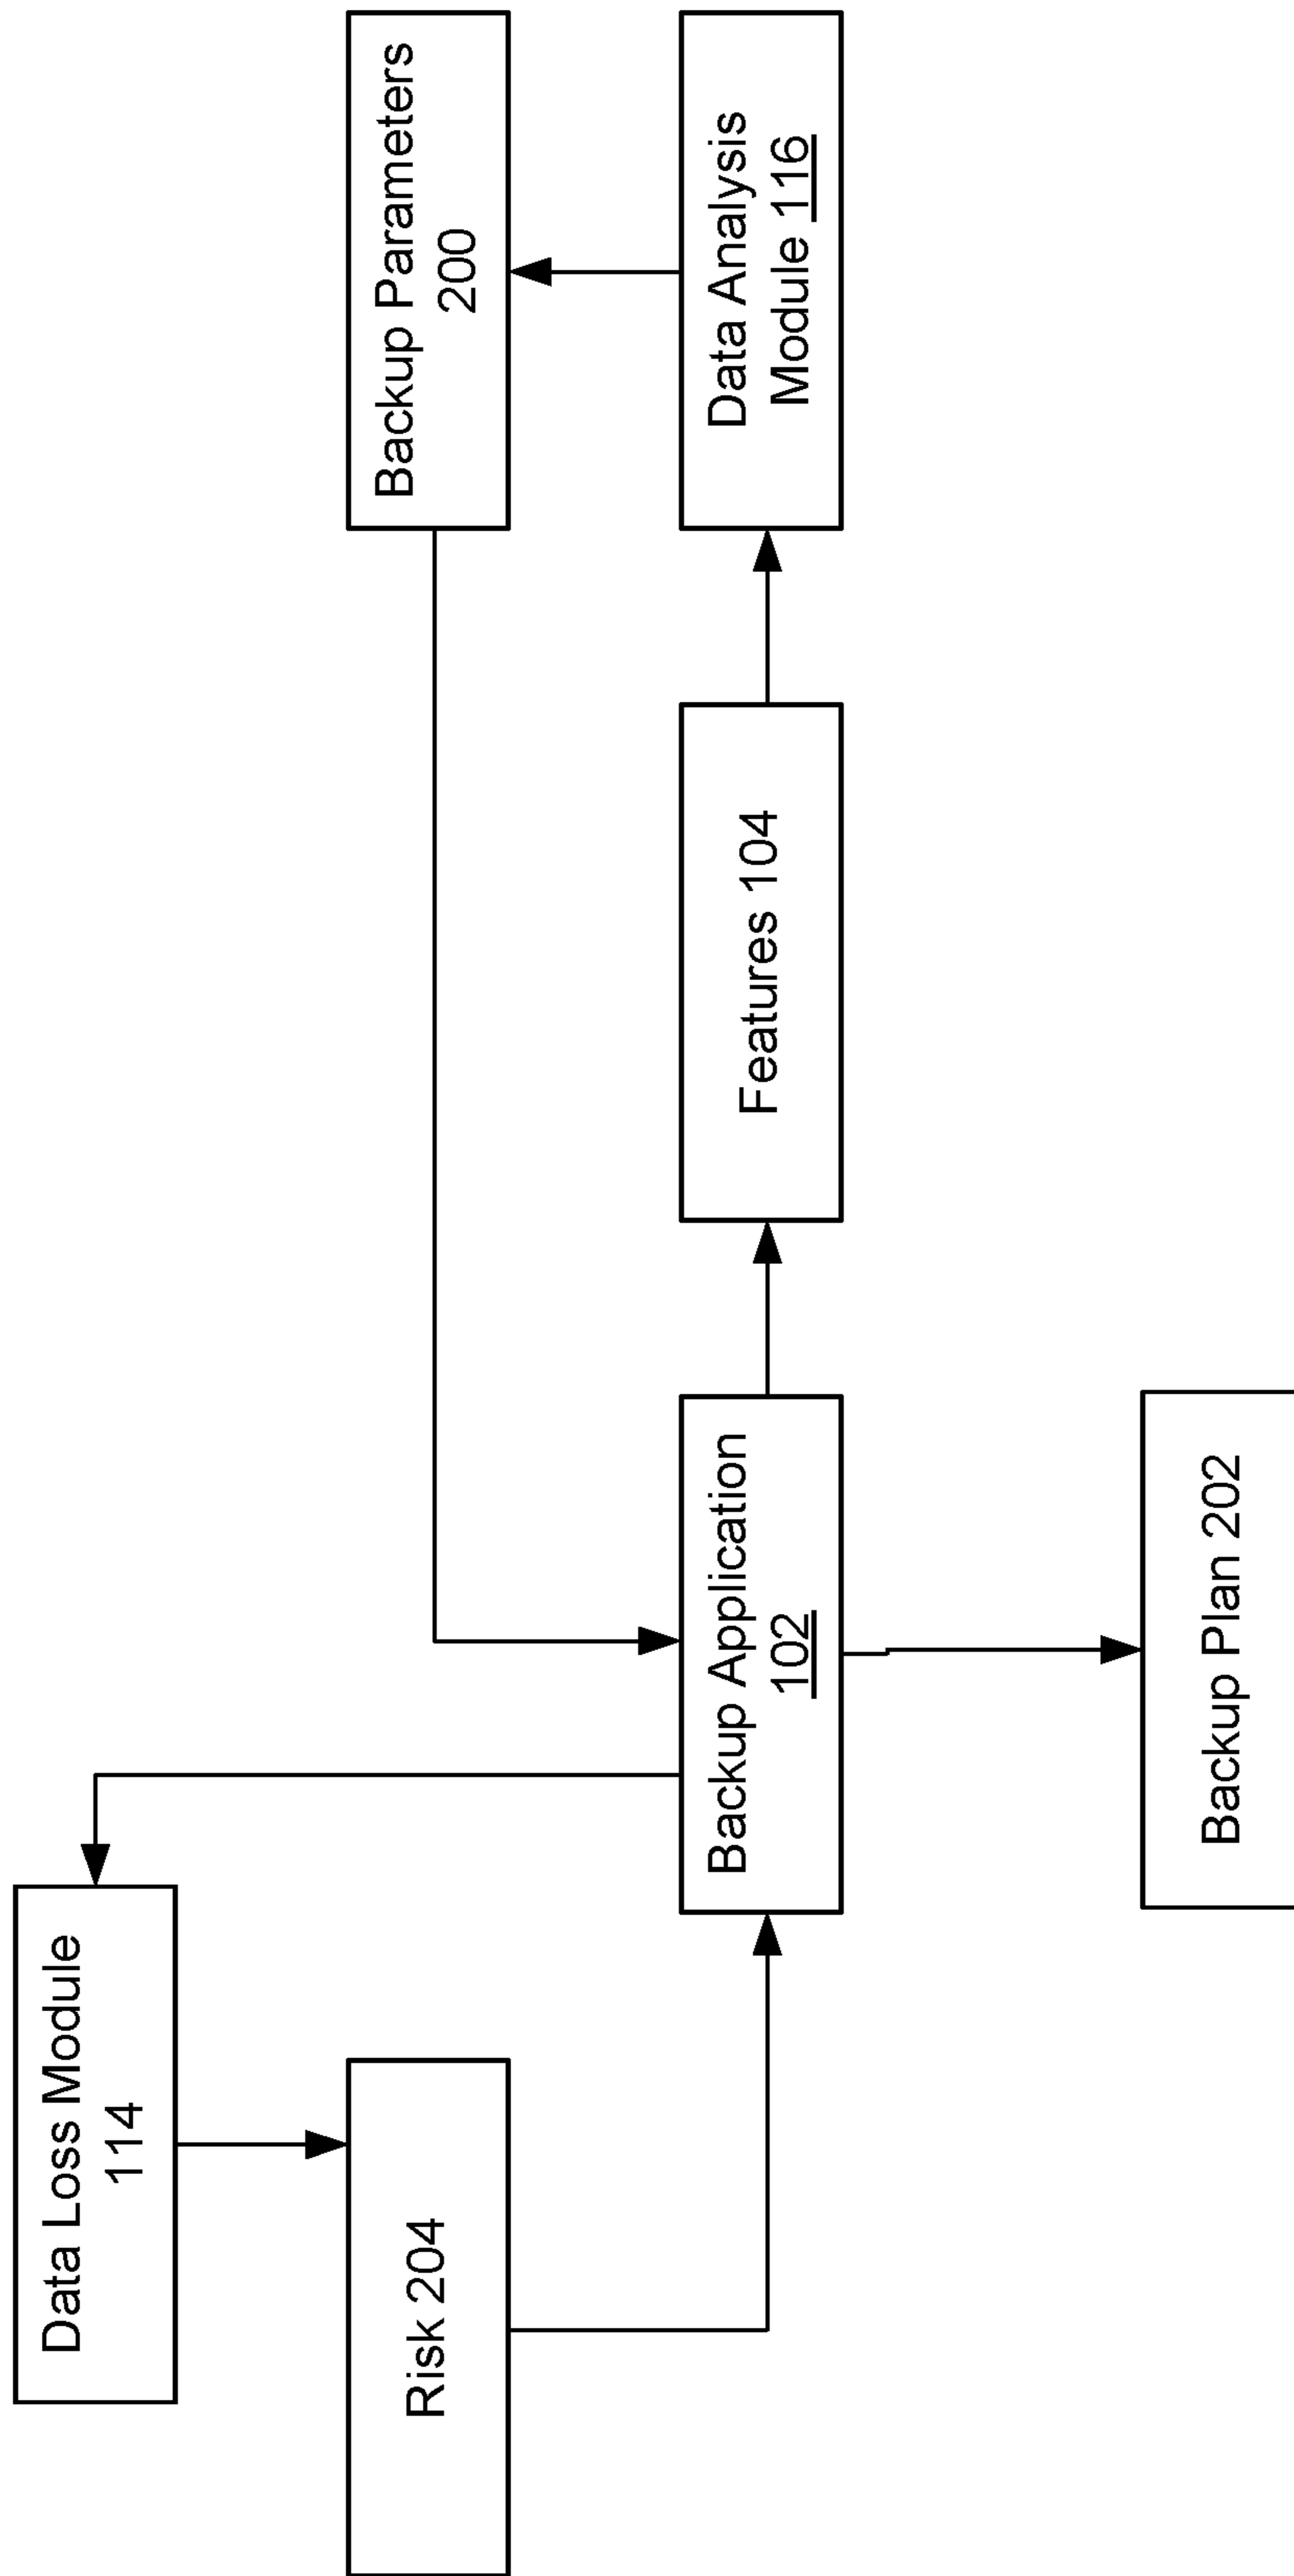 Data Loss Module
114
Risk 204
Backup Parameters
200
Backup Application
102
Features 104
Data Analysis
Module 116
Backup Plan 202